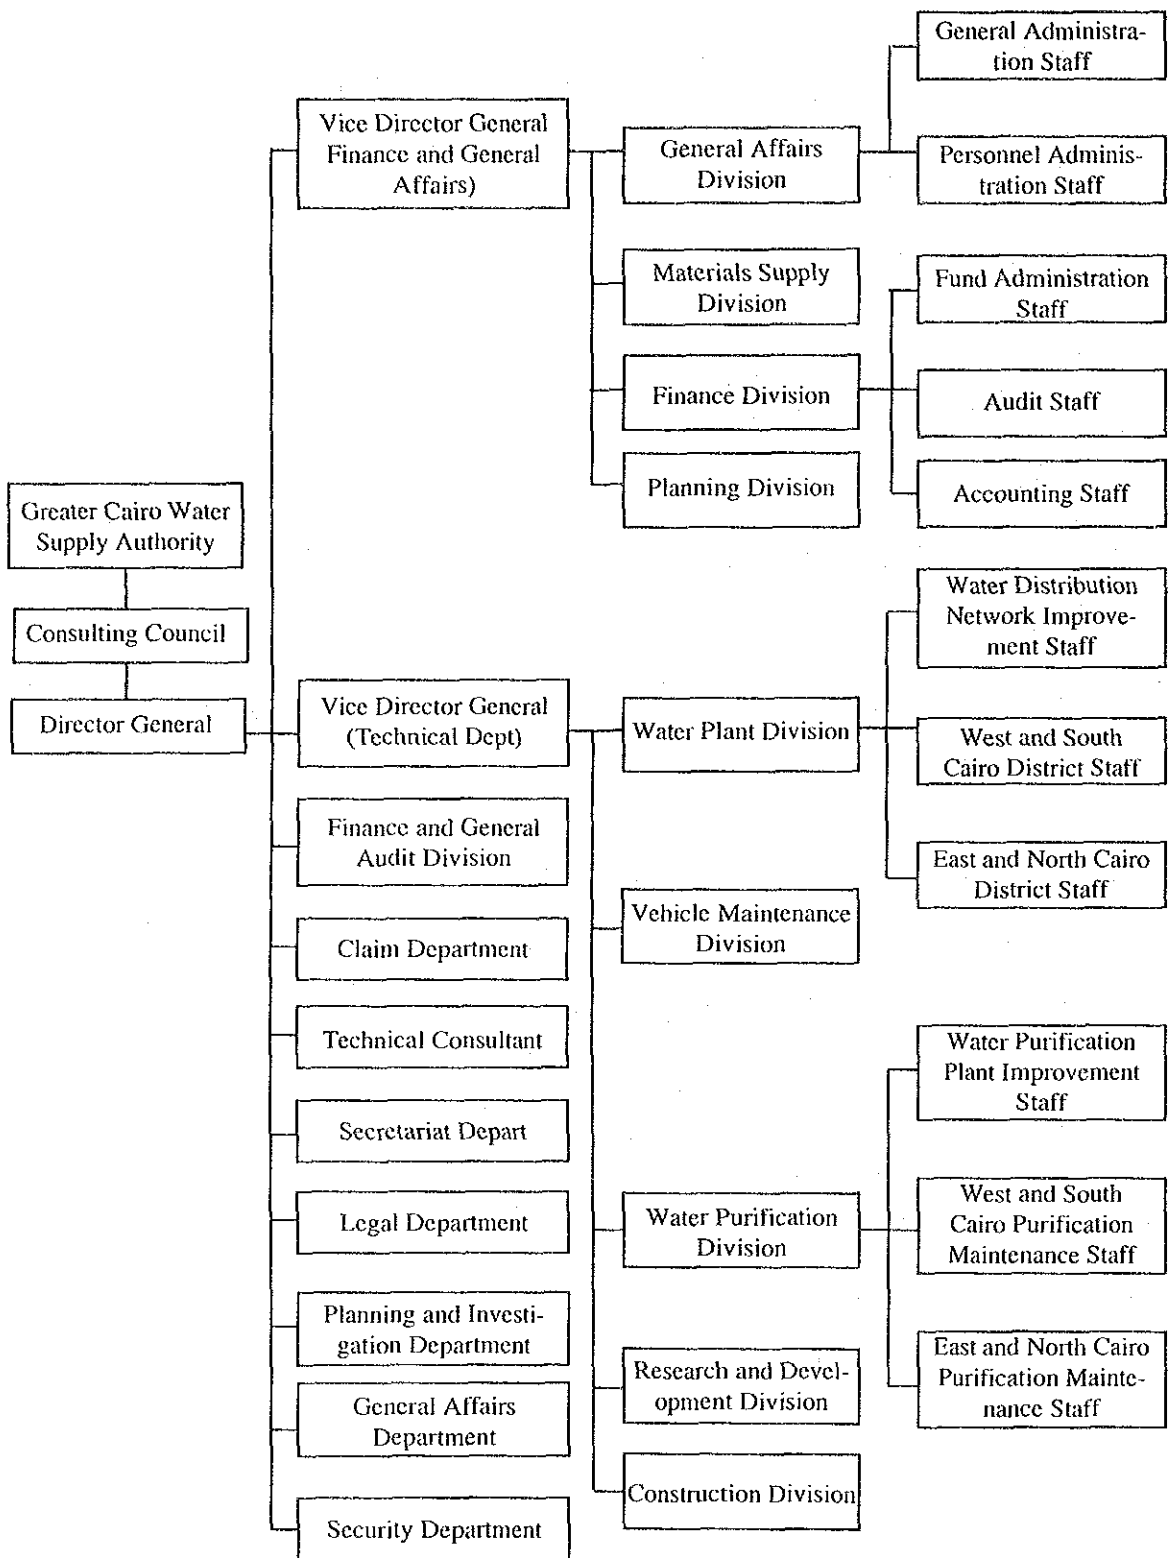 Greater Cairo Water
Supply Authority
Consulting Council
Director General
Vice Director General
Finance and General
Affairs)
Vice Director General
(Technical Dept)
Finance and General
Audit Division
Claim Department
Technical Consultant
Secretariat Depart
Legal Department
Planning and Investi-
gation Department
General Affairs
Department
Security Department
General Affairs
Division
Materials Supply
Division
Finance Division
Planning Division
Water Plant Division
Vehicle Maintenance
Division
Water Purification
Division
Research and Devel-
opment Division
Construction Division
General Administra-
tion Staff
Personnel Adminis-
tration Staff
Fund Administration
Staff
Audit Staff
Accounting Staff
Water Distribution
Network Improve-
ment Staff
West and South
Cairo District Staff
East and North Cairo
District Staff
Water Purification
Plant Improvement
Staff
West and South
Cairo Purification
Maintenance Staff
East and North Cairo
Purification Mainte-
nance Staff